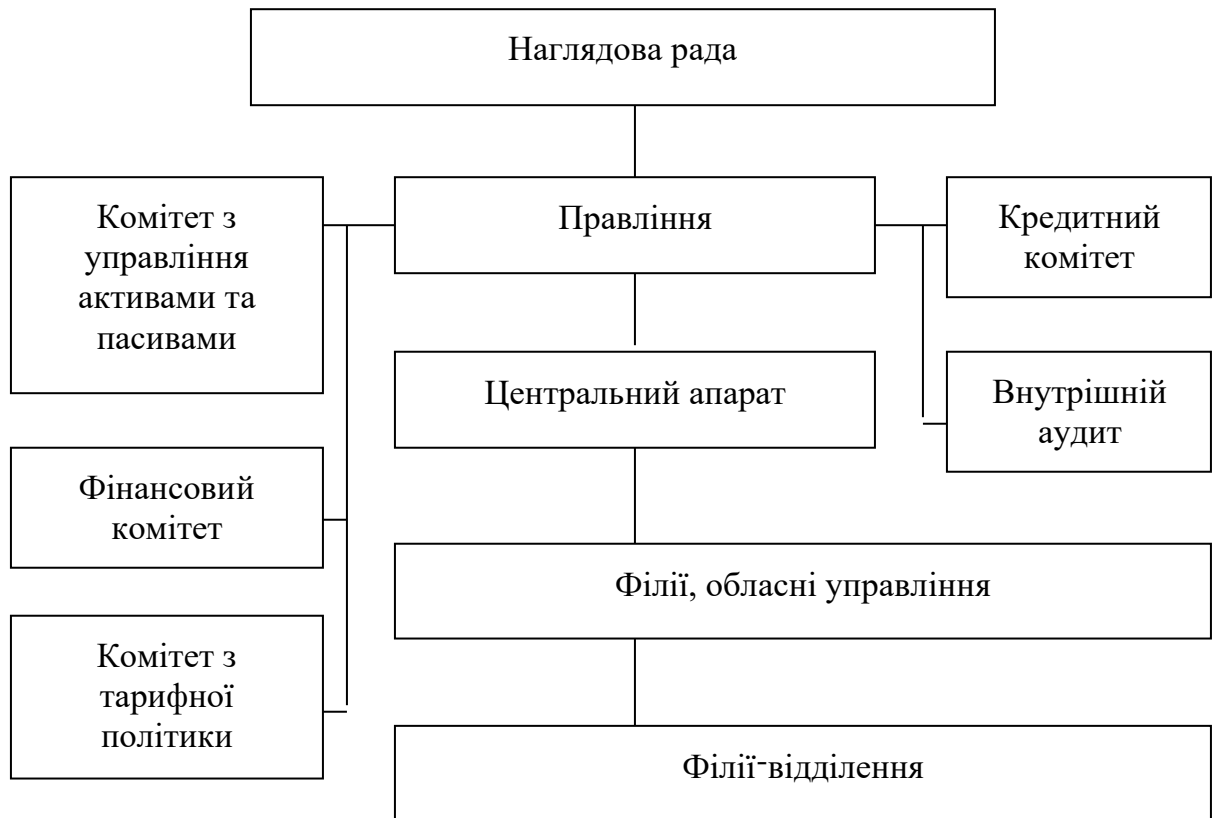 Наглядова рада
Комітет з
управління
активами та
пасивами
Правління
Кредитний
комітет
Центральний апарат
Внутрішній
аудит
Фінансовий
комітет
Філії, обласні управління
Комітет з
тарифної
політики
Філії-відділення